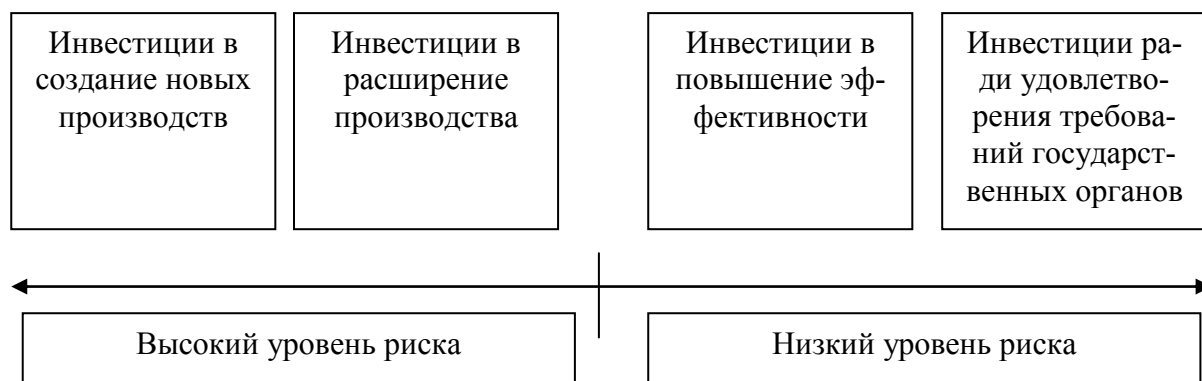 Инвестиции в
создание новых
производств
Инвестиции в
расширение
производства
Инвестиции в
повышение эф-
фективности
Инвестиции ра-
ди удовлетво-
рения требова-
ний государст-
венных органов
Высокий уровень риска
Низкий уровень риска